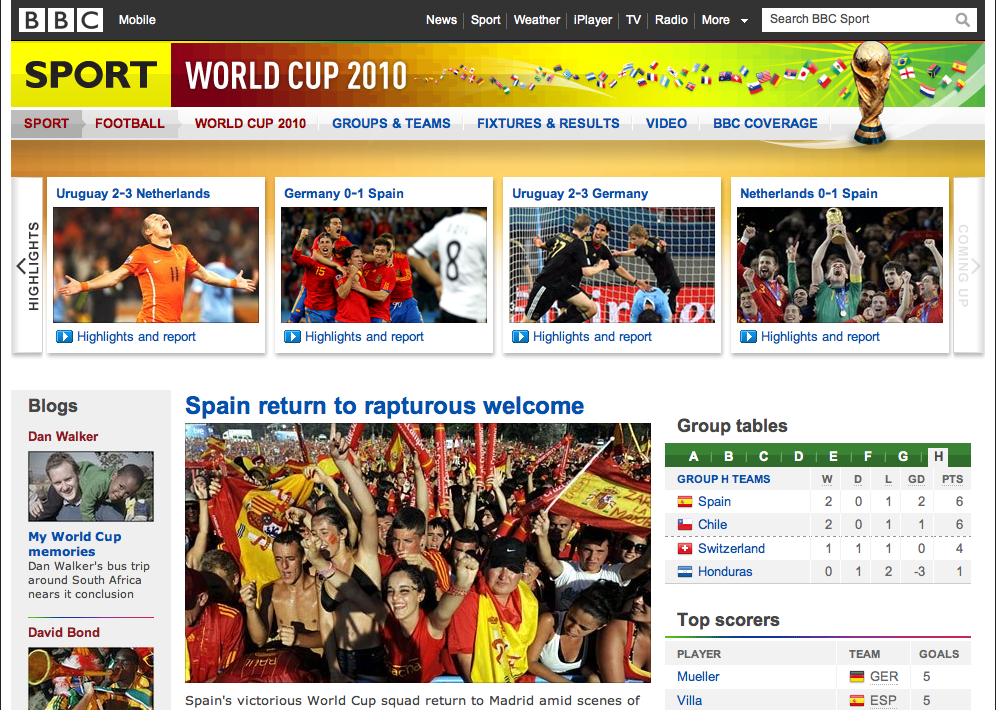 BBC Mobile News Sport Weather iPlayer TV Radio More Search BBC Sport
SPORT WORLD CUP 2010
SPORT FOOTBALL WORLD CUP 2010 GROUPS & TEAMS FIXTURES & RESULTS VIDEO BBC COVERAGE
HIGHLIGHTS
Uruguay 2-3 Netherlands
11
Highlights and report
Germany 0-1 Spain
15
8
Highlights and report
Uruguay 2-3 Germany
Highlights and report
Netherlands 0-1 Spain
Highlights and report
COMING UP
Blogs
Dan Walker
My World Cup
memories
Dan Walker's bus trip
around South Africa
nears it conclusion
David Bond
Spain return to rapturous welcome
Spain's victorious World Cup squad return to Madrid amid scenes of
Group tables
A B C D E F G H
GROUP H TEAMS W D L GD PTS
Spain 2 0 1 2 6
Chile 2 0 1 1 6
Switzerland 1 1 1 0 4
Honduras 0 1 2 -3 1
Top scorers
PLAYER TEAM GOALS
Mueller GER 5
Villa ESP 5